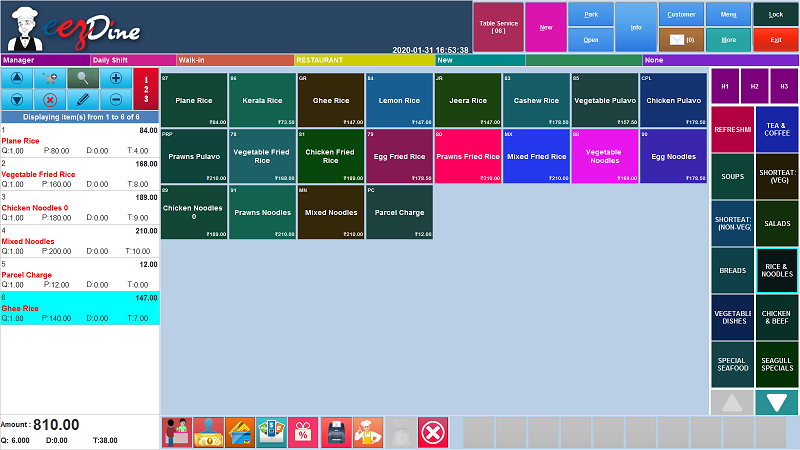 eezDine
2020-01-31 16:53:38
Table Service
[ 06 ]
New
Park
Open
Info
Customer
(0)
Menu
More
Lock
Exit
Manager
Daily Shift
Walk-in
RESTAURANT
New
None
1
2
3
Displaying item(s) from 1 to 6 of 6
1 84.00
Plane Rice
Q:1.00 P:80.00 D:0.00 T:4.00
2 168.00
Vegetable Fried Rice
Q:1.00 P:160.00 D:0.00 T:8.00
3 189.00
Chicken Noodles 0
Q:1.00 P:180.00 D:0.00 T:9.00
4 210.00
Mixed Noodles
Q:1.00 P:200.00 D:0.00 T:10.00
5 12.00
Parcel Charge
Q:1.00 P:12.00 D:0.00 T:0.00
6 147.00
Ghee Rice
Q:1.00 P:140.00 D:0.00 T:7.00
Amount : 810.00
Q: 6.000 D:0.00 T:38.00
87
Plane Rice
₹84.00
86
Kerala Rice
₹73.50
GR
Ghee Rice
₹147.00
84
Lemon Rice
₹147.00
JR
Jeera Rice
₹147.00
83
Cashew Rice
₹178.50
85
Vegetable Pulavo
₹157.50
CPL
Chicken Pulavo
₹178.50
PRP
Prawns Pulavo
₹210.00
78
Vegetable Fried
Rice
₹168.00
81
Chicken Fried
Rice
₹189.00
79
Egg Fried Rice
₹178.50
80
Prawns Fried Rice
₹210.00
MX
Mixed Fried Rice
₹210.00
88
Vegetable
Noodles
₹168.00
90
Egg Noodles
₹178.50
89
Chicken Noodles
0
₹189.00
91
Prawns Noodles
₹210.00
MN
Mixed Noodles
₹210.00
PC
Parcel Charge
₹12.00
H1
H2
H3
REFRESHMI
TEA &
COFFEE
SOUPS
SHORTEAT:
(VEG)
SHORTEAT:
(NON-VEG)
SALADS
BREADS
RICE &
NOODLES
VEGETABLE
DISHES
CHICKEN
& BEEF
SPECIAL
SEAFOOD
SEAGULL
SPECIALS